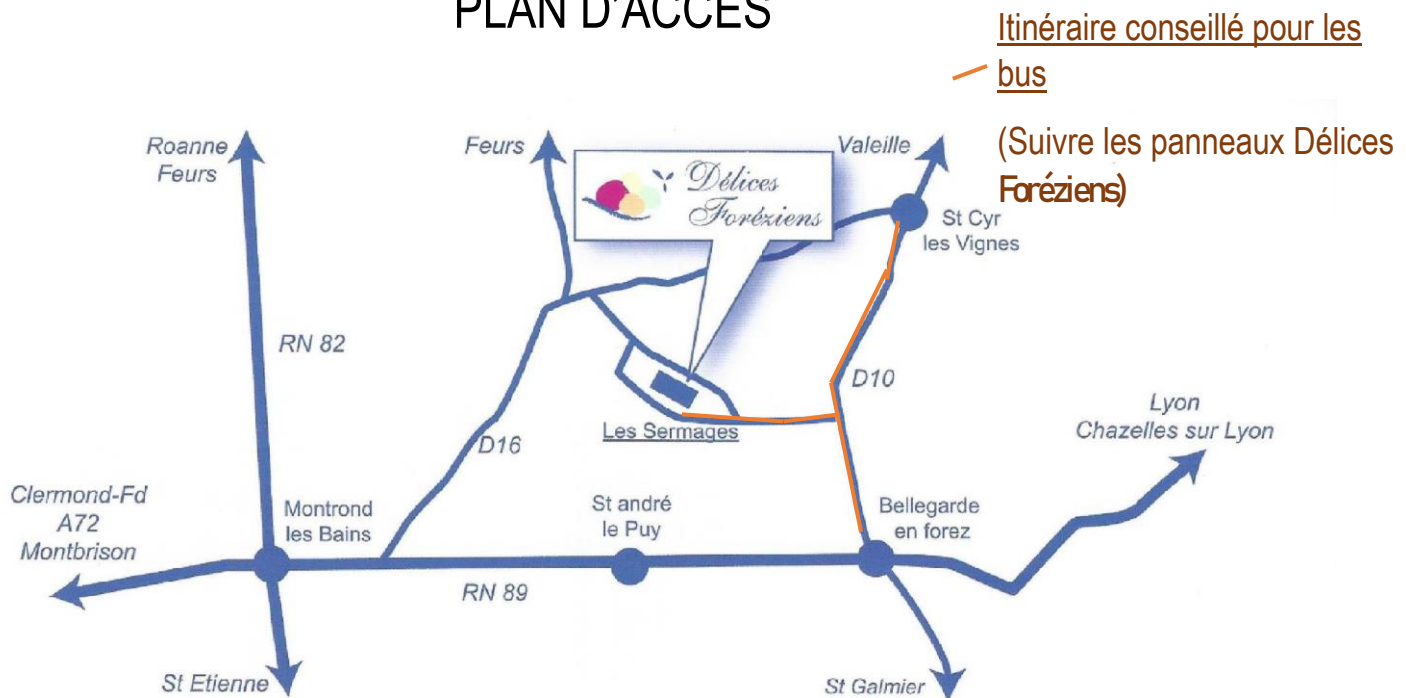 PLAN D'ACCES
Itinéraire conseillé pour les
bus
(Suivre les panneaux Délices
Foréziens)
Roanne
Feurs
Feurs
Valeille
Délices
Foréziens
St Cyr
les Vignes
RN 82
D10
Lyon
Chazelles sur Lyon
D16
Les Sermages
Clermond-Fd
A72
Montbrison
Montrond
les Bains
St andré
le Puy
Bellegarde
en forez
RN 89
St Etienne
St Galmier